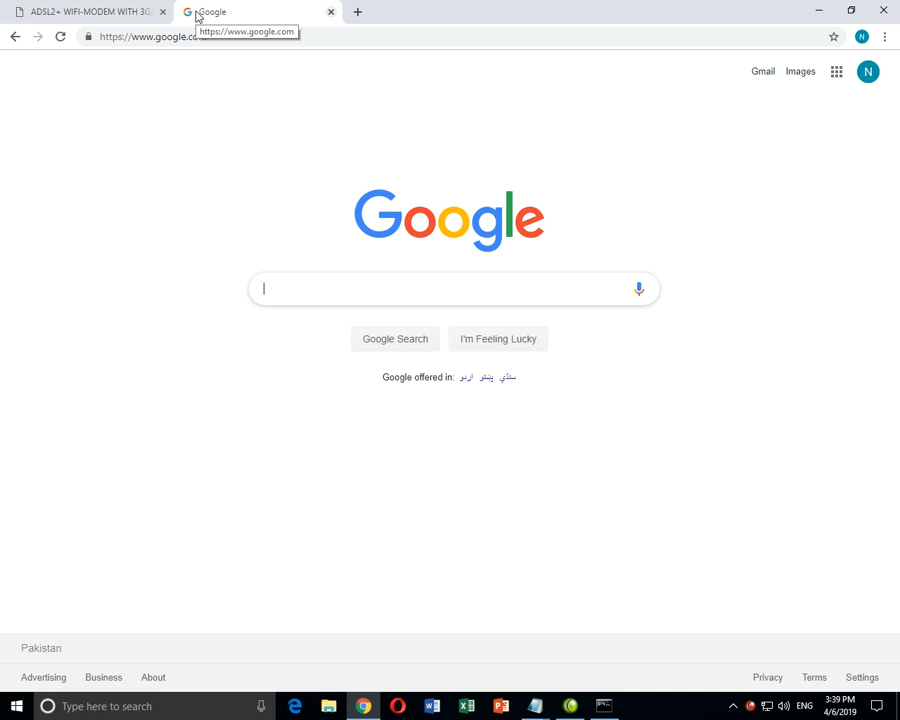 ADSL2+ WIFI-MODEM WITH 3G
Google
https://www.google.com
https://www.google.co
N
Gmail
Images
N
Google
Google Search
I'm Feeling Lucky
Google offered in: اردو پښتو سنڌي
Pakistan
Advertising
Business
About
Privacy
Terms
Settings
Type here to search
ENG
3:39 PM
4/6/2019